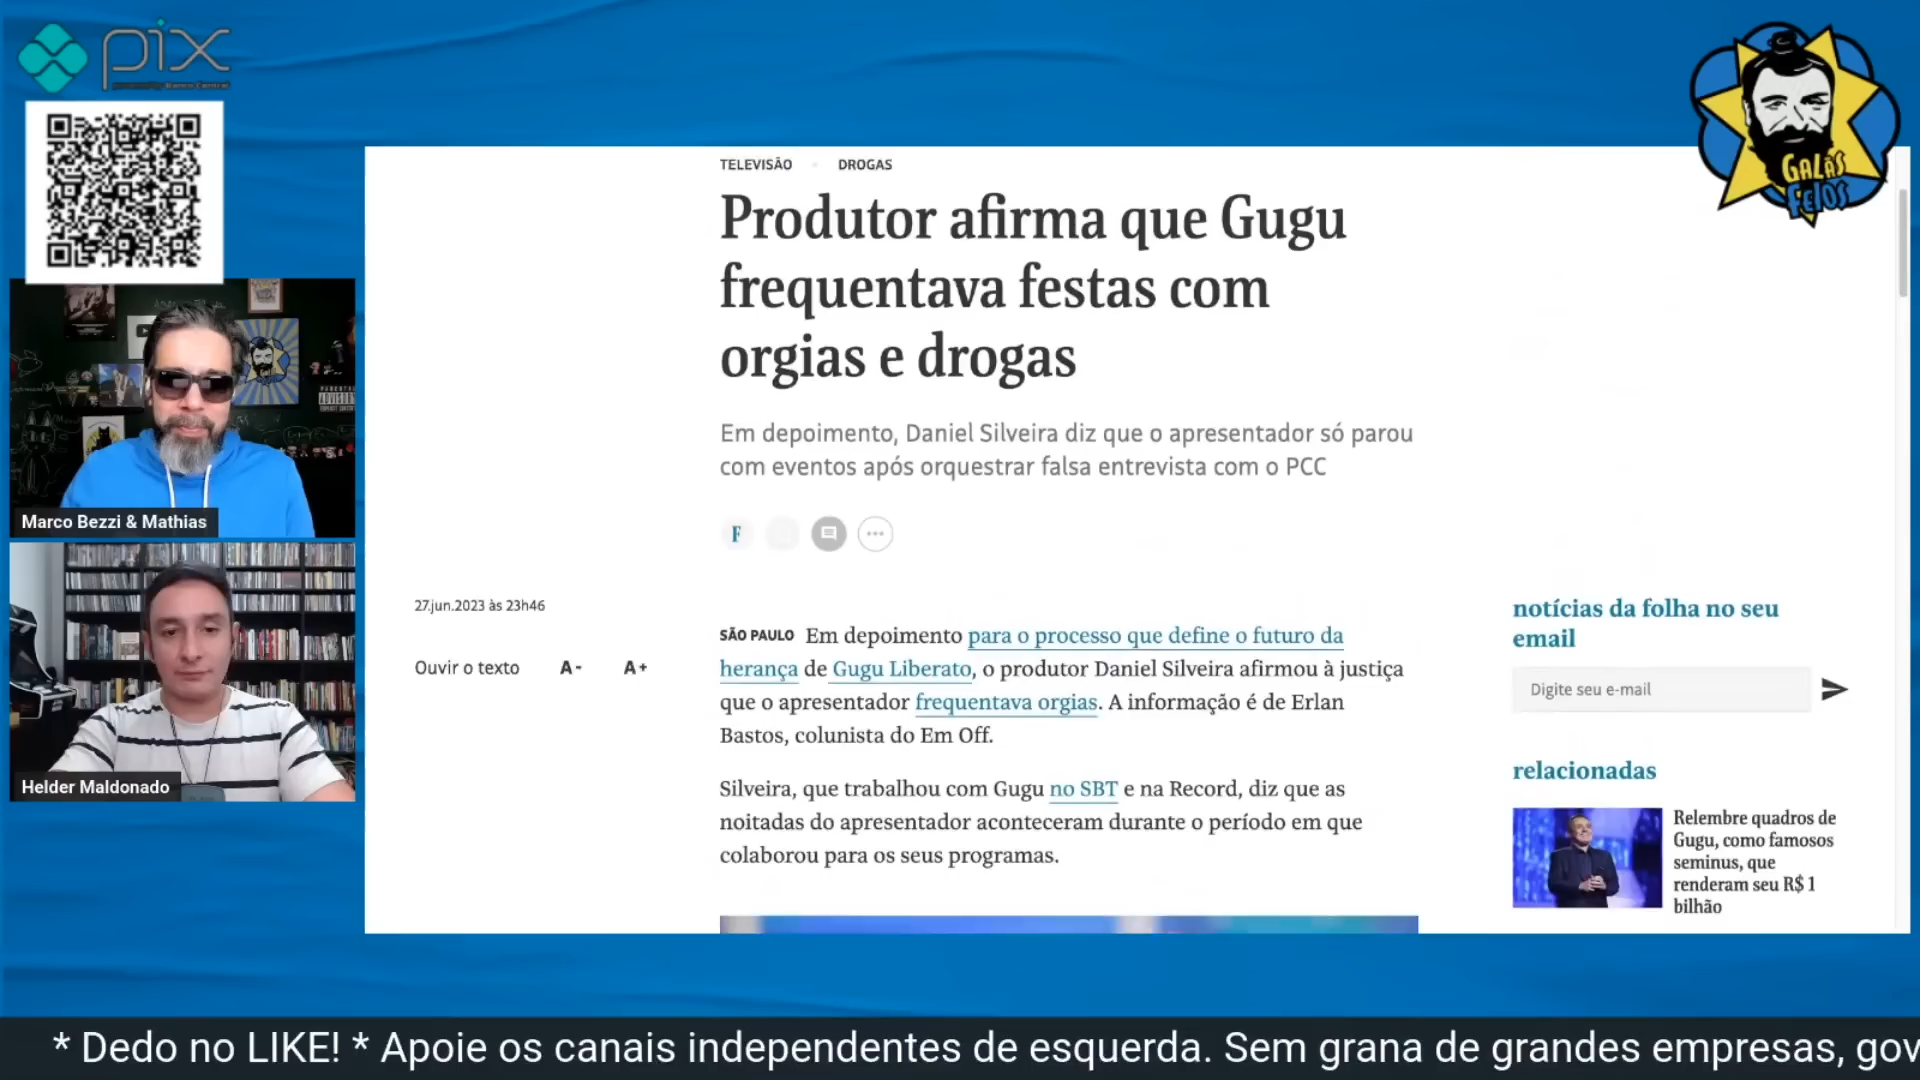 pix
powered by Banco Central
GALÃS
FEIOS
TELEVISÃO
DROGAS
Produtor afirma que Gugu
frequentava festas com
orgias e drogas
Em depoimento, Daniel Silveira diz que o apresentador só parou
com eventos após orquestrar falsa entrevista com o PCC
F
27.jun.2023 às 23h46
Ouvir o texto A- A+
SÃO PAULO Em depoimento para o processo que define o futuro da
herança de Gugu Liberato, o produtor Daniel Silveira afirmou à justiça
que o apresentador frequentava orgias. A informação é de Erlan
Bastos, colunista do Em Off.
Silveira, que trabalhou com Gugu no SBT e na Record, diz que as
noitadas do apresentador aconteceram durante o período em que
colaborou para os seus programas.
notícias da folha no seu
email
Digite seu e-mail
relacionadas
Relembre quadros de
Gugu, como famosos
seminus, que
renderam seu R$ 1
bilhão
PARENTAL
ADVISORY
Marco Bezzi & Mathias
Helder Maldonado
* Dedo no LIKE! * Apoie os canais independentes de esquerda. Sem grana de grandes empresas, gov